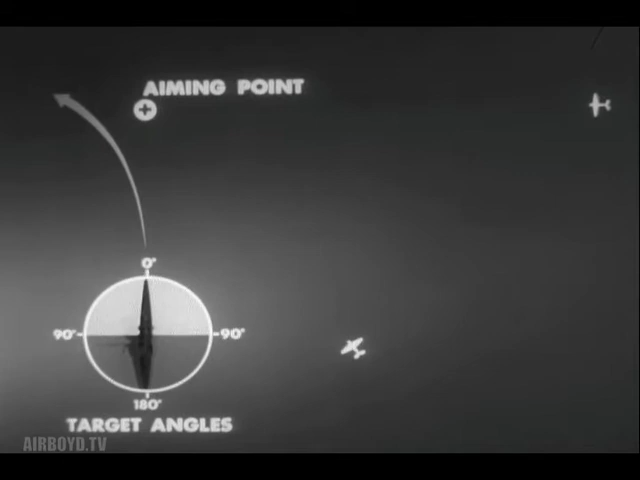 AIMING POINT
0°
90° 90°
180°
TARGET ANGLES
AIRBOYD.TV